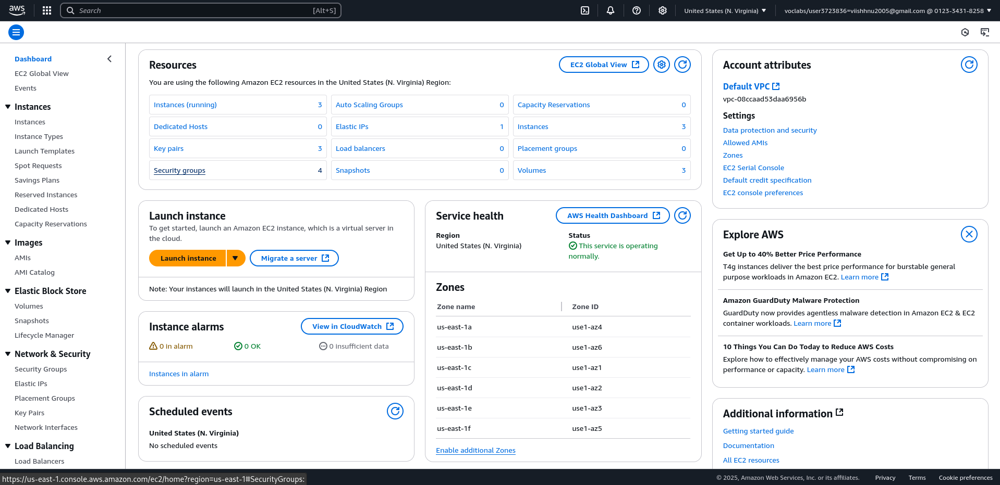 aws
Search [Alt+S]
United States (N. Virginia)
voclabs/user3723836=viishhnu2005@gmail.com @ 0123-3431-8258
Dashboard
EC2 Global View
Events
Instances
Instances
Instance Types
Launch Templates
Spot Requests
Savings Plans
Reserved Instances
Dedicated Hosts
Capacity Reservations
Images
AMIs
AMI Catalog
Elastic Block Store
Volumes
Snapshots
Lifecycle Manager
Network & Security
Security Groups
Elastic IPs
Placement Groups
Key Pairs
Network Interfaces
Load Balancing
Load Balancers
Resources
EC2 Global View
You are using the following Amazon EC2 resources in the United States (N. Virginia) Region:
Instances (running) 3
Auto Scaling Groups 0
Capacity Reservations 0
Dedicated Hosts 0
Elastic IPs 1
Instances 3
Key pairs 3
Load balancers 0
Placement groups 0
Security groups 4
Snapshots 0
Volumes 3
Launch instance
To get started, launch an Amazon EC2 instance, which is a virtual server in
the cloud.
Launch instance
Migrate a server
Note: Your instances will launch in the United States (N. Virginia) Region
Instance alarms
View in CloudWatch
0 in alarm
0 OK
0 insufficient data
Instances in alarm
Scheduled events
United States (N. Virginia)
No scheduled events
Service health
AWS Health Dashboard
Region
United States (N. Virginia)
Status
This service is operating
normally.
Zones
Zone name Zone ID
us-east-1a use1-az4
us-east-1b use1-az6
us-east-1c use1-az1
us-east-1d use1-az2
us-east-1e use1-az3
us-east-1f use1-az5
Enable additional Zones
Account attributes
Default VPC
vpc-08ccaad53daa6956b
Settings
Data protection and security
Allowed AMIs
Zones
EC2 Serial Console
Default credit specification
EC2 console preferences
Explore AWS
Get Up to 40% Better Price Performance
T4g instances deliver the best price performance for burstable general
purpose workloads in Amazon EC2. Learn more
Amazon GuardDuty Malware Protection
GuardDuty now provides agentless malware detection in Amazon EC2 & EC2
container workloads. Learn more
10 Things You Can Do Today to Reduce AWS Costs
Explore how to effectively manage your AWS costs without compromising on
performance or capacity. Learn more
Additional information
Getting started guide
Documentation
All EC2 resources
https://us-east-1.console.aws.amazon.com/ec2/home?region=us-east-1#SecurityGroups:
© 2025, Amazon Web Services, Inc. or its affiliates. Privacy Terms Cookie preferences